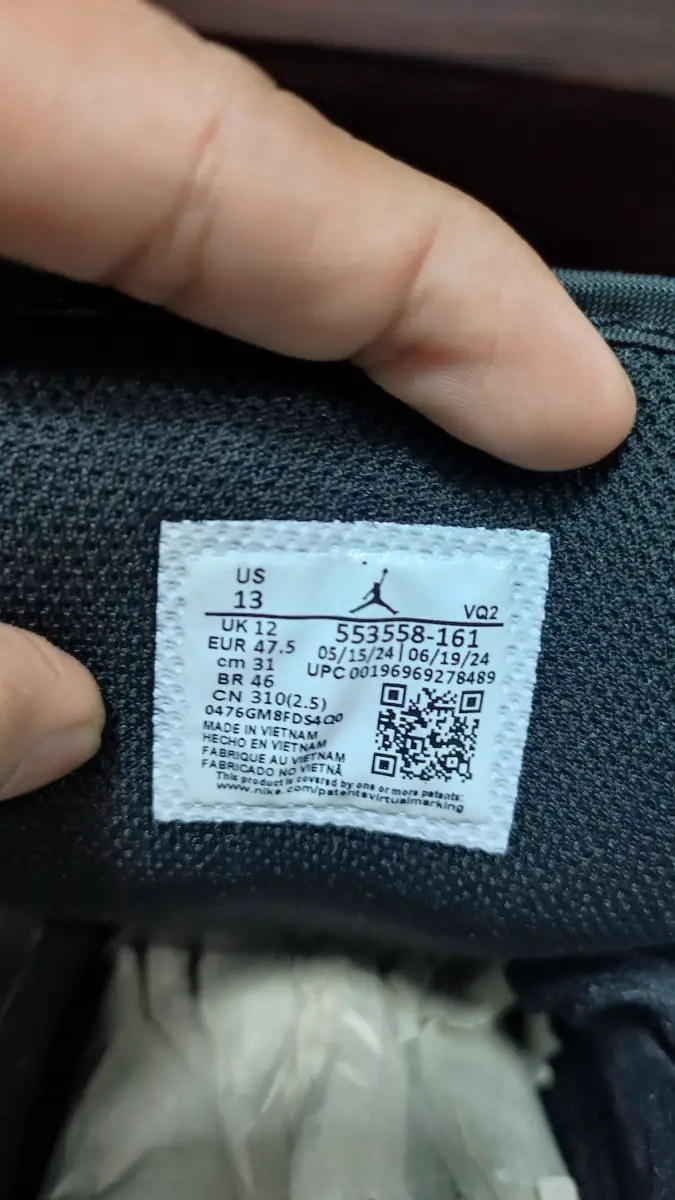 US
13
VQ2
UK 12
553558-161
EUR 47.5
05/15/24 | 06/19/24
cm 31
UPC 00196969278489
BR 46
CN 310(2.5)
0476GM8FDS4Q0
MADE IN VIETNAM
HECHO EN VIETNAM
FABRIQUE AU VIETNAM
FABRICADO NO VIETNÃ
This product is covered by one or more patents:
www.nike.com/patentsvirtualmarking